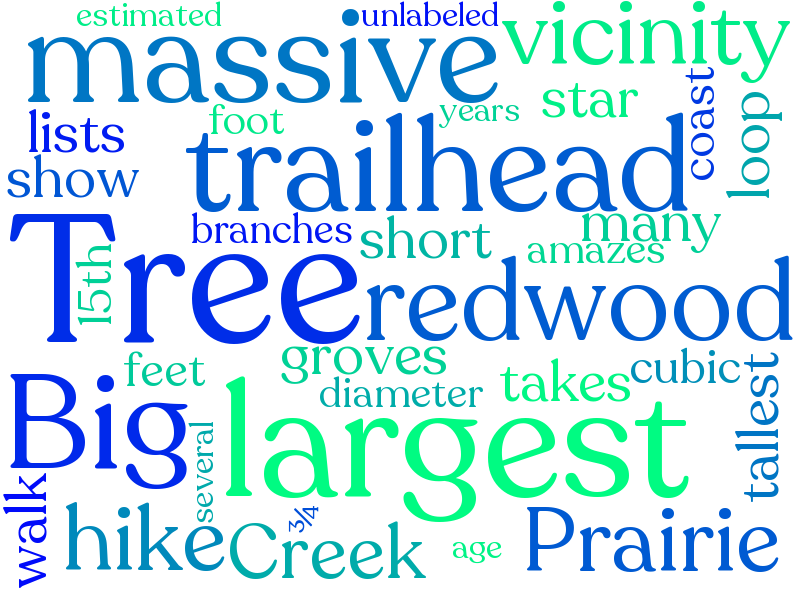 estimated
unlabeled
massive
vicinity
star
coast
loop
lists
foot
years
trailhead
show
Tree
15th
branches
short
many
amazes
redwood
groves
feet
diameter
takes
cubic
tallest
Big
several
largest
walk
hike
Creek
¾
age
Prairie